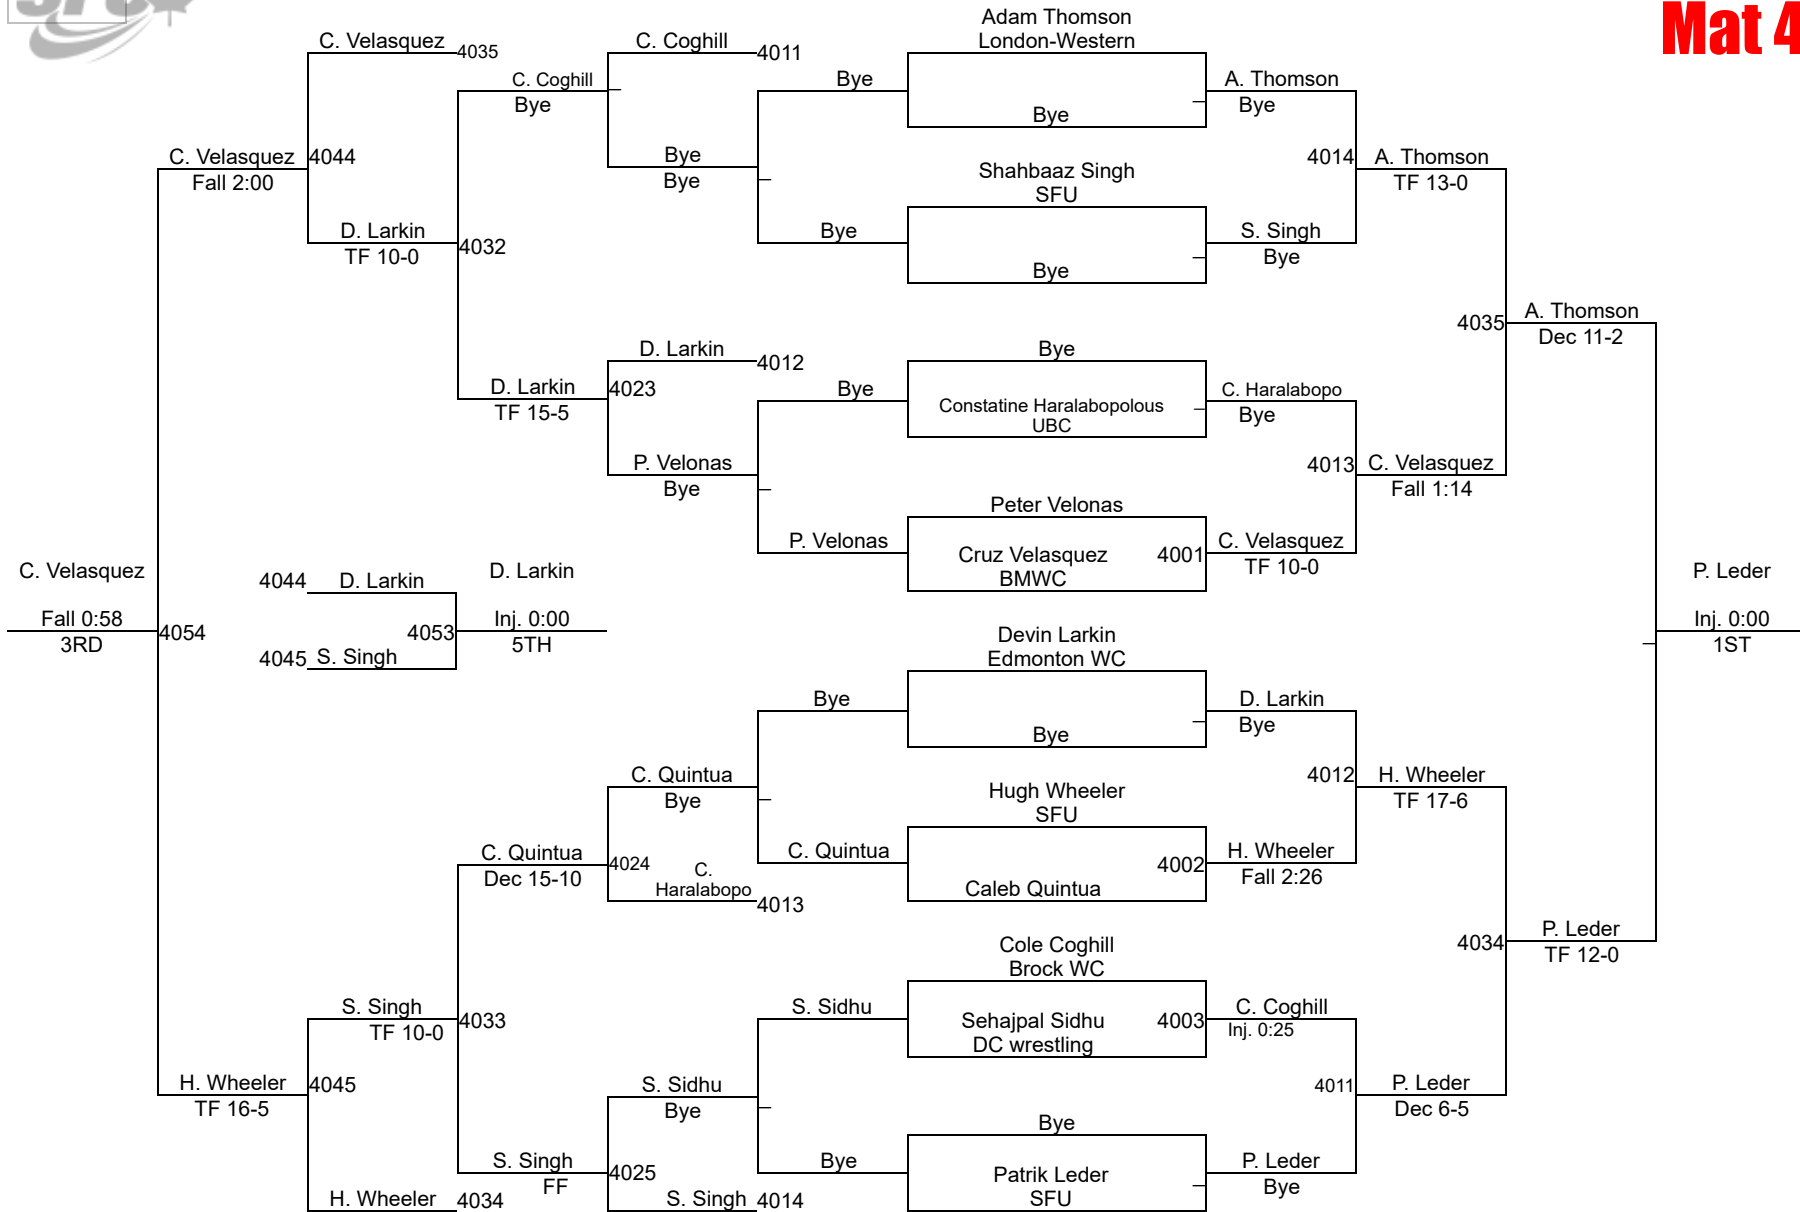 Mat 4
Adam Thomson
London-Western
C. Velasquez 4035
C. Coghill 4011
C. Coghill
Bye
Bye
A. Thomson
Bye
Bye
C. Velasquez 4044
Fall 2:00
Bye
Bye
4014 A. Thomson
TF 13-0
Shahbaaz Singh
SFU
D. Larkin
TF 10-0
4032
Bye
S. Singh
Bye
Bye
4035 A. Thomson
Dec 11-2
D. Larkin 4012
Bye
D. Larkin 4023
TF 15-5
Bye
Constatine Haralabopolous
UBC
C. Haralabopo
Bye
P. Velonas
Bye
4013 C. Velasquez
Fall 1:14
Peter Velonas
P. Velonas
Cruz Velasquez 4001
BMWC
C. Velasquez
TF 10-0
C. Velasquez
Fall 0:58
3RD
4054
4044 D. Larkin
4053
4045 S. Singh
D. Larkin
Inj. 0:00
5TH
P. Leder
Inj. 0:00
1ST
Devin Larkin
Edmonton WC
Bye
D. Larkin
Bye
Bye
C. Quintua
Bye
4012 H. Wheeler
TF 17-6
Hugh Wheeler
SFU
C. Quintua
Dec 15-10
4024
C. Quintua
4002
Caleb Quintua
H. Wheeler
Fall 2:26
C.
Haralabopo
4013
4034 P. Leder
TF 12-0
Cole Coghill
Brock WC
S. Singh
TF 10-0
4033
S. Sidhu
Sehajpal Sidhu 4003
DC wrestling
C. Coghill
Inj. 0:25
H. Wheeler 4045
TF 16-5
S. Sidhu
Bye
4011 P. Leder
Dec 6-5
Bye
S. Singh 4025
FF
Bye
Patrik Leder
SFU
P. Leder
Bye
H. Wheeler 4034
S. Singh 4014